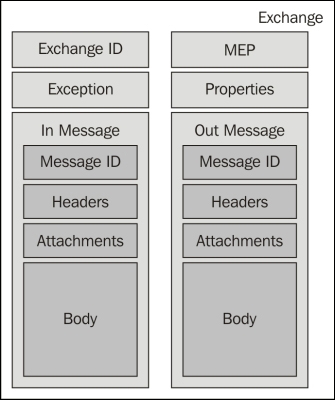 Exchange
Exchange ID
MEP
Exception
Properties
In Message
Out Message
Message ID
Message ID
Headers
Headers
Attachments
Attachments
Body
Body